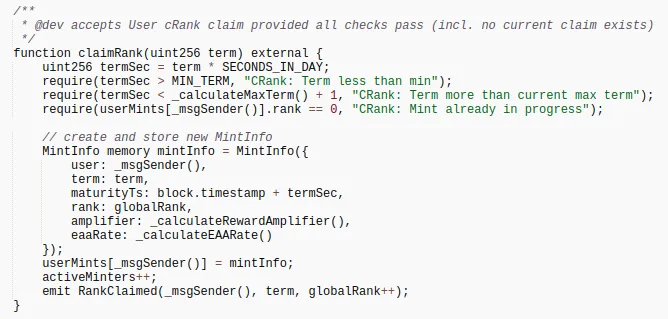 /**
 * @dev accepts User cRank claim provided all checks pass (incl. no current claim exists)
 */
function claimRank(uint256 term) external {
    uint256 termSec = term * SECONDS_IN_DAY;
    require(termSec > MIN_TERM, "CRank: Term less than min");
    require(termSec < _calculateMaxTerm() + 1, "CRank: Term more than current max term");
    require(userMints[_msgSender()].rank == 0, "CRank: Mint already in progress");

    // create and store new MintInfo
    MintInfo memory mintInfo = MintInfo({
        user: _msgSender(),
        term: term,
        maturityTs: block.timestamp + termSec,
        rank: globalRank,
        amplifier: _calculateRewardAmplifier(),
        eaaRate: _calculateEAARate()
    });
    userMints[_msgSender()] = mintInfo;
    activeMinters++;
    emit RankClaimed(_msgSender(), term, globalRank++);
}